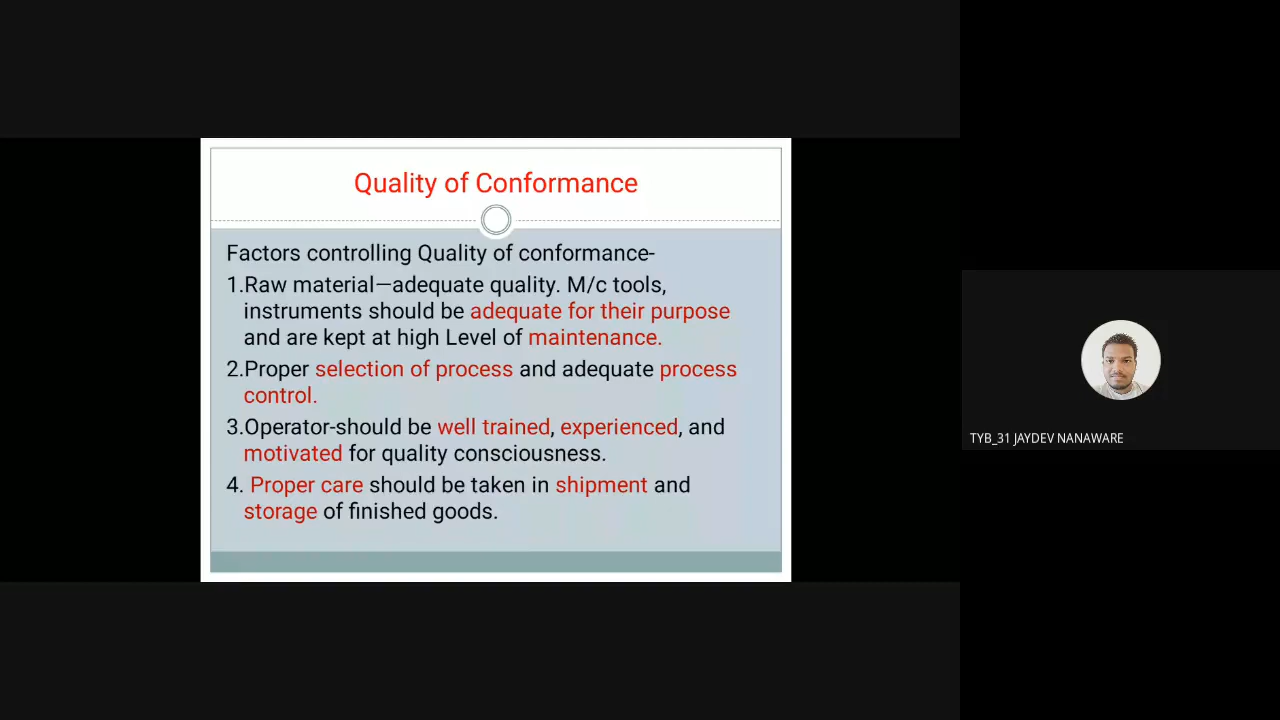 Quality of Conformance
Factors controlling Quality of conformance-
1.Raw material—adequate quality. M/c tools,
instruments should be adequate for their purpose
and are kept at high Level of maintenance.
2.Proper selection of process and adequate process
control.
3.Operator-should be well trained, experienced, and
motivated for quality consciousness.
4. Proper care should be taken in shipment and
storage of finished goods.
TYB_31 JAYDEV NANAWARE